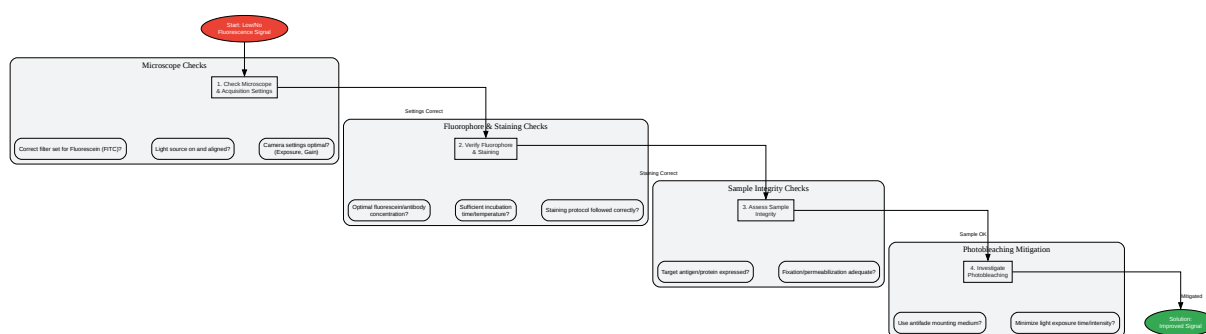 Start: Low/No
Fluorescence Signal
Microscope Checks
1. Check Microscope
& Acquisition Settings
Correct filter set for Fluorescein (FITC)?
Light source on and aligned?
Camera settings optimal?
(Exposure, Gain)
Settings Correct
Fluorophore & Staining Checks
2. Verify Fluorophore
& Staining
Optimal fluorescein/antibody
concentration?
Sufficient incubation
time/temperature?
Staining protocol followed correctly?
Staining Correct
Sample Integrity Checks
3. Assess Sample
Integrity
Target antigen/protein expressed?
Fixation/permeabilization adequate?
Sample OK
Photobleaching Mitigation
4. Investigate
Photobleaching
Use antifade mounting medium?
Minimize light exposure time/intensity?
Mitigated
Solution:
Improved Signal